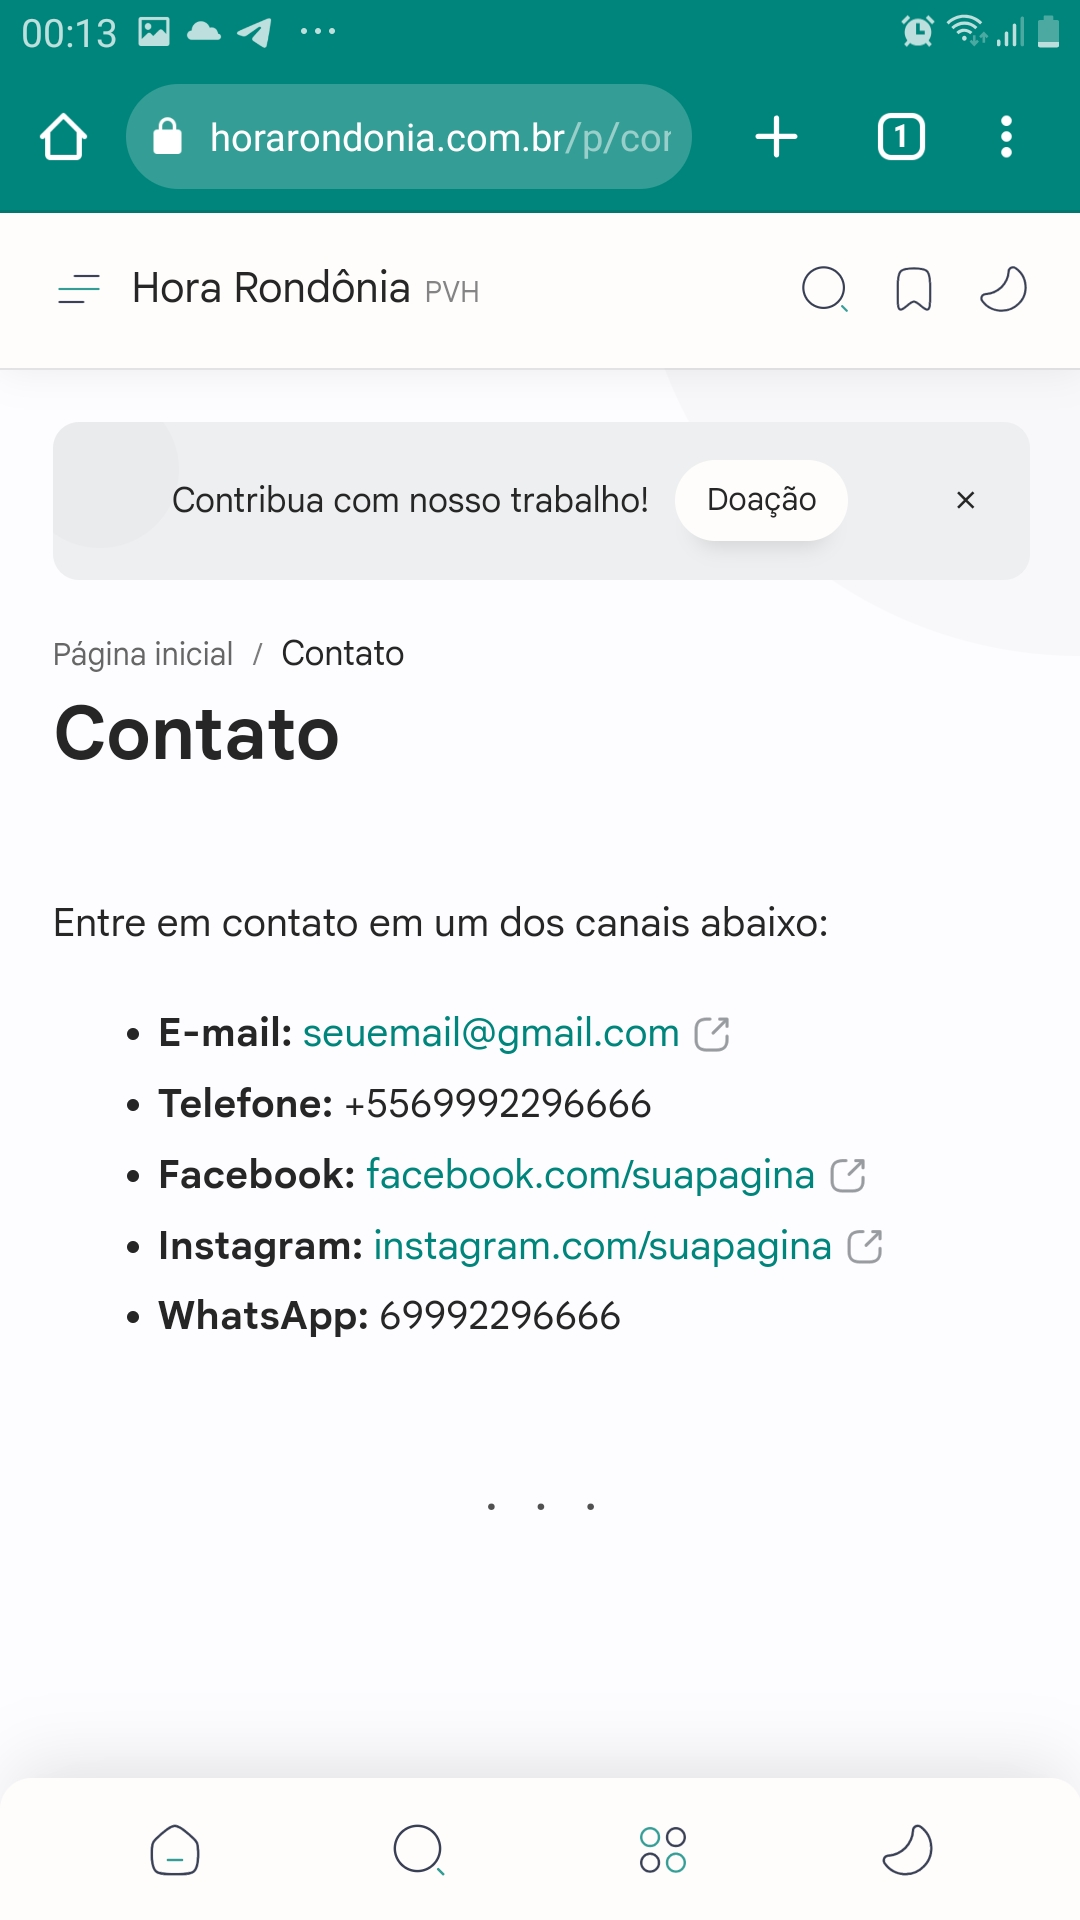 00:13
horarondonia.com.br/p/cor
1
Hora Rondônia PVH
Contribua com nosso trabalho! Doação ×
Página inicial / Contato
Contato
Entre em contato em um dos canais abaixo:
• E-mail: seuemail@gmail.com
• Telefone: +5569992296666
• Facebook: facebook.com/suapagina
• Instagram: instagram.com/suapagina
• WhatsApp: 69992296666
. . .